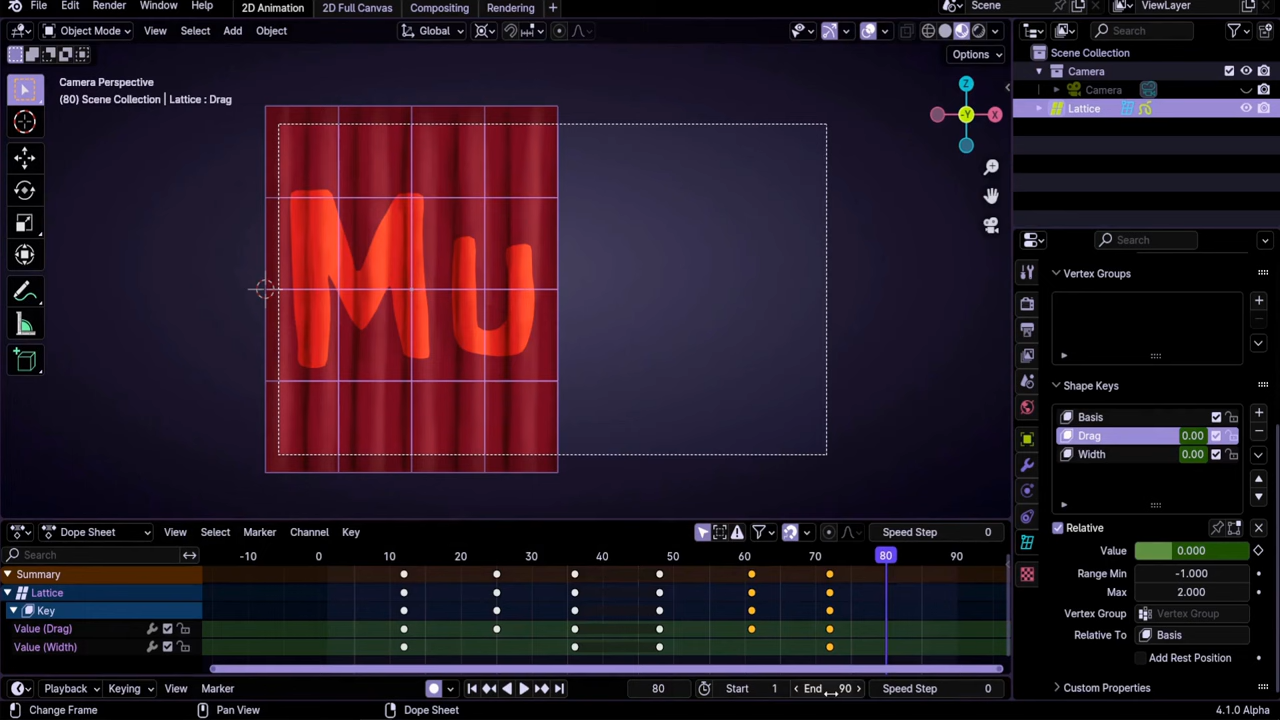 File Edit Render Window Help
2D Animation 2D Full Canvas Compositing Rendering +
Scene ViewLayer
Object Mode View Select Add Object Global
Options
Camera Perspective
(80) Scene Collection | Lattice : Drag
Mu
Z
-Y
X
Search
Scene Collection
Camera
Camera
Lattice
Search
Vertex Groups
Shape Keys
Basis
Drag 0.00
Width 0.00
Relative
Value 0.000
Range Min -1.000
Max 2.000
Vertex Group Vertex Group
Relative To Basis
Add Rest Position
Custom Properties
Dope Sheet View Select Marker Channel Key Speed Step 0
Search -10 0 10 20 30 40 50 60 70 80 90
Summary
Lattice
Key
Value (Drag)
Value (Width)
Playback Keying View Marker 80 Start 1 End 90 Speed Step 0
Change Frame Pan View Dope Sheet 4.1.0 Alpha